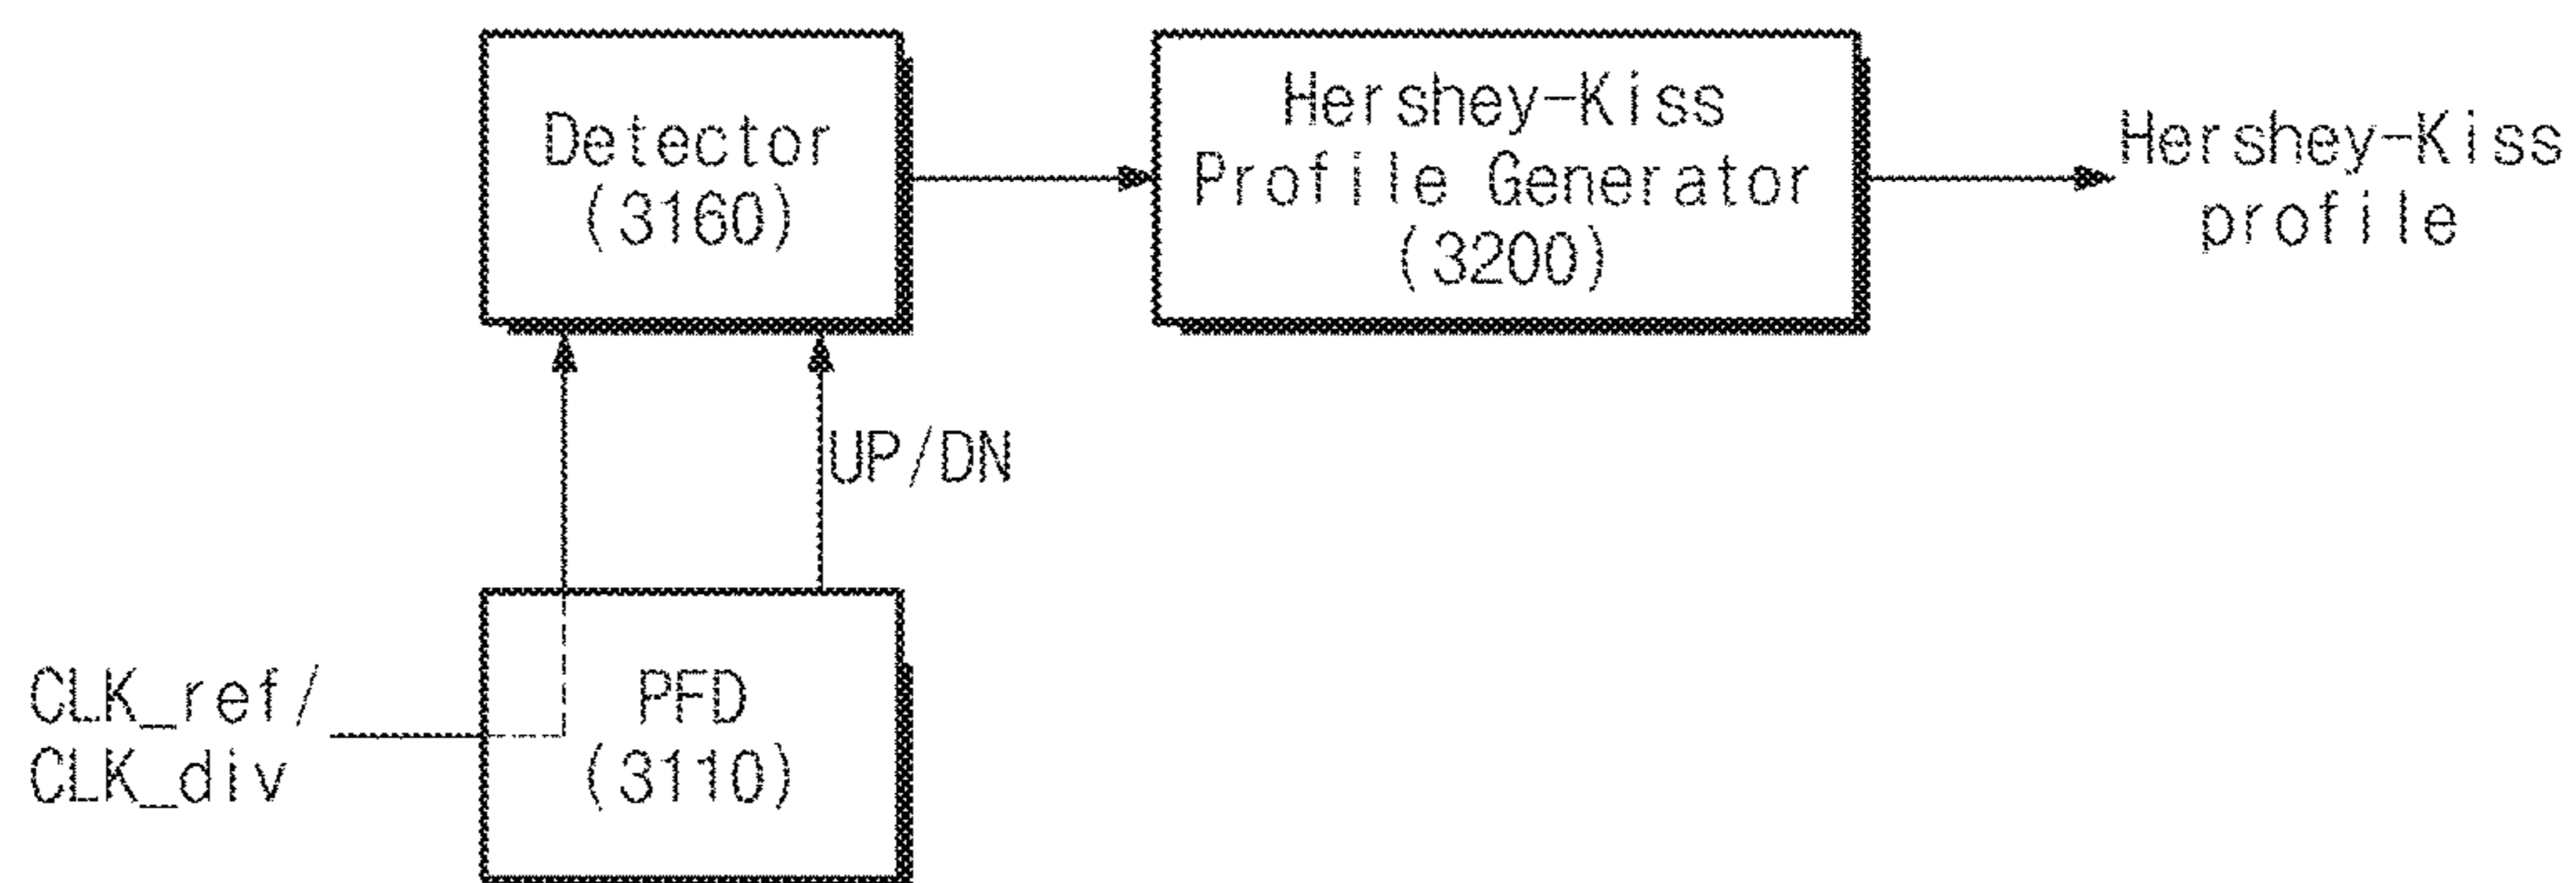 Detector
(3160)
Hershey-Kiss
Profile Generator
(3200)
Hershey-Kiss
profile
UP/DN
CLK_ref/
CLK_div
PFD
(3110)